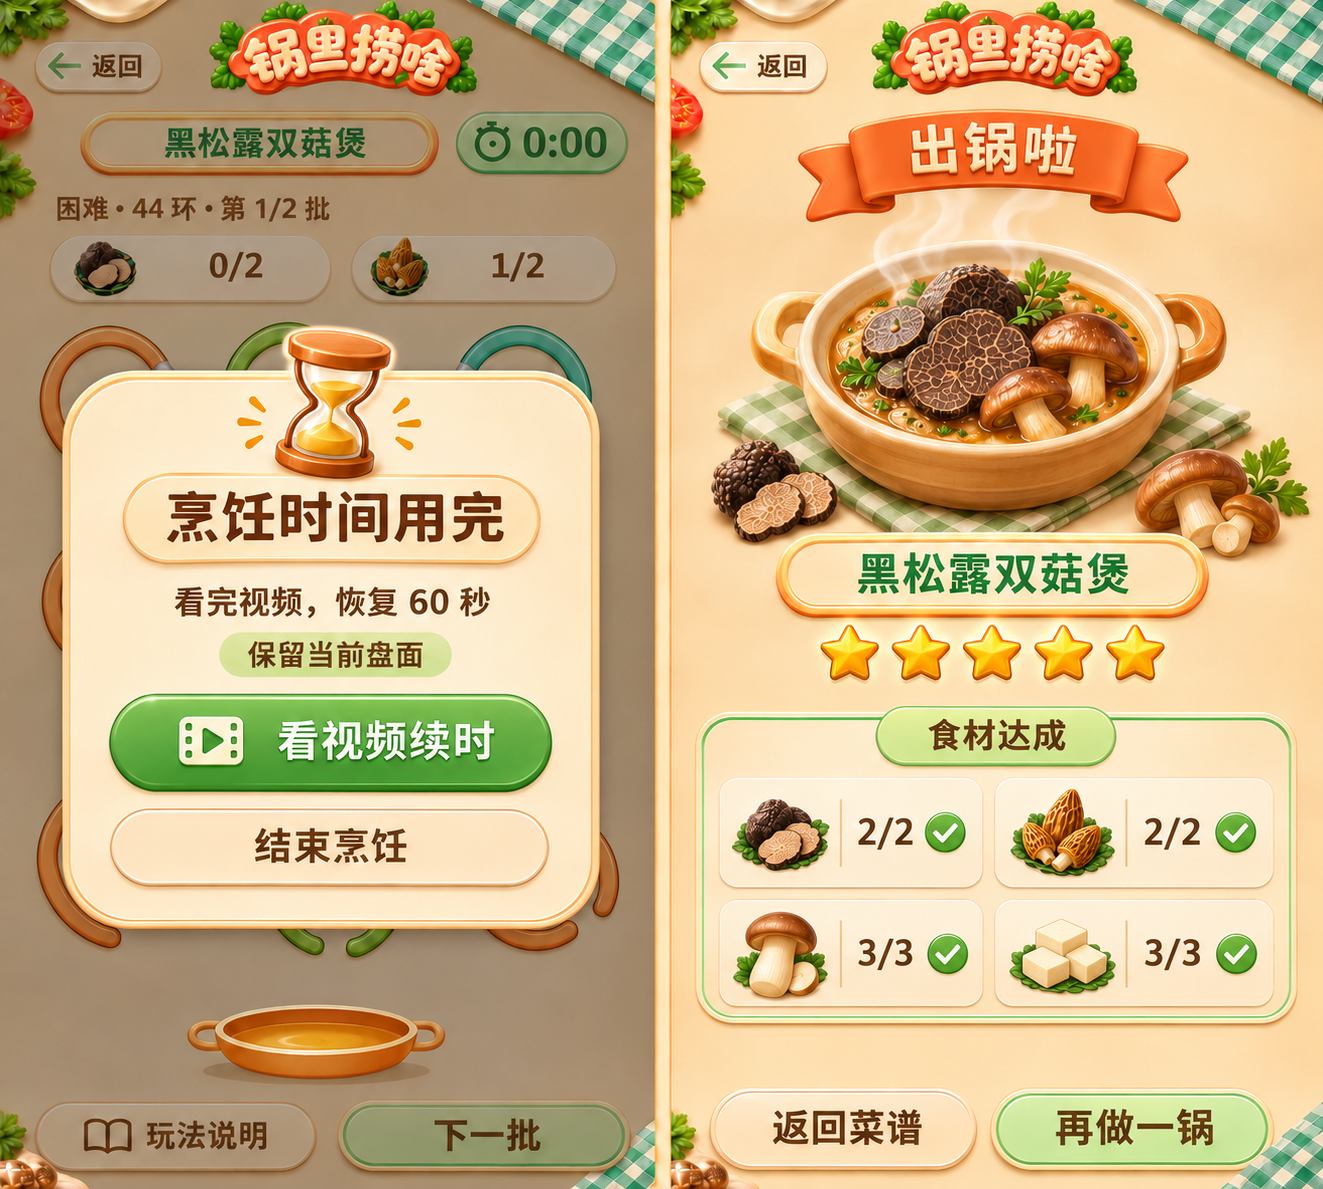 返回
锅里捞啥
黑松露双菇煲
0:00
困难·44 环·第 1/2 批
0/2
1/2
烹饪时间用完
看完视频，恢复 60 秒
保留当前盘面
看视频续时
结束烹饪
玩法说明
下一批
返回
锅里捞啥
出锅啦
黑松露双菇煲
食材达成
2/2
2/2
3/3
3/3
返回菜谱
再做一锅